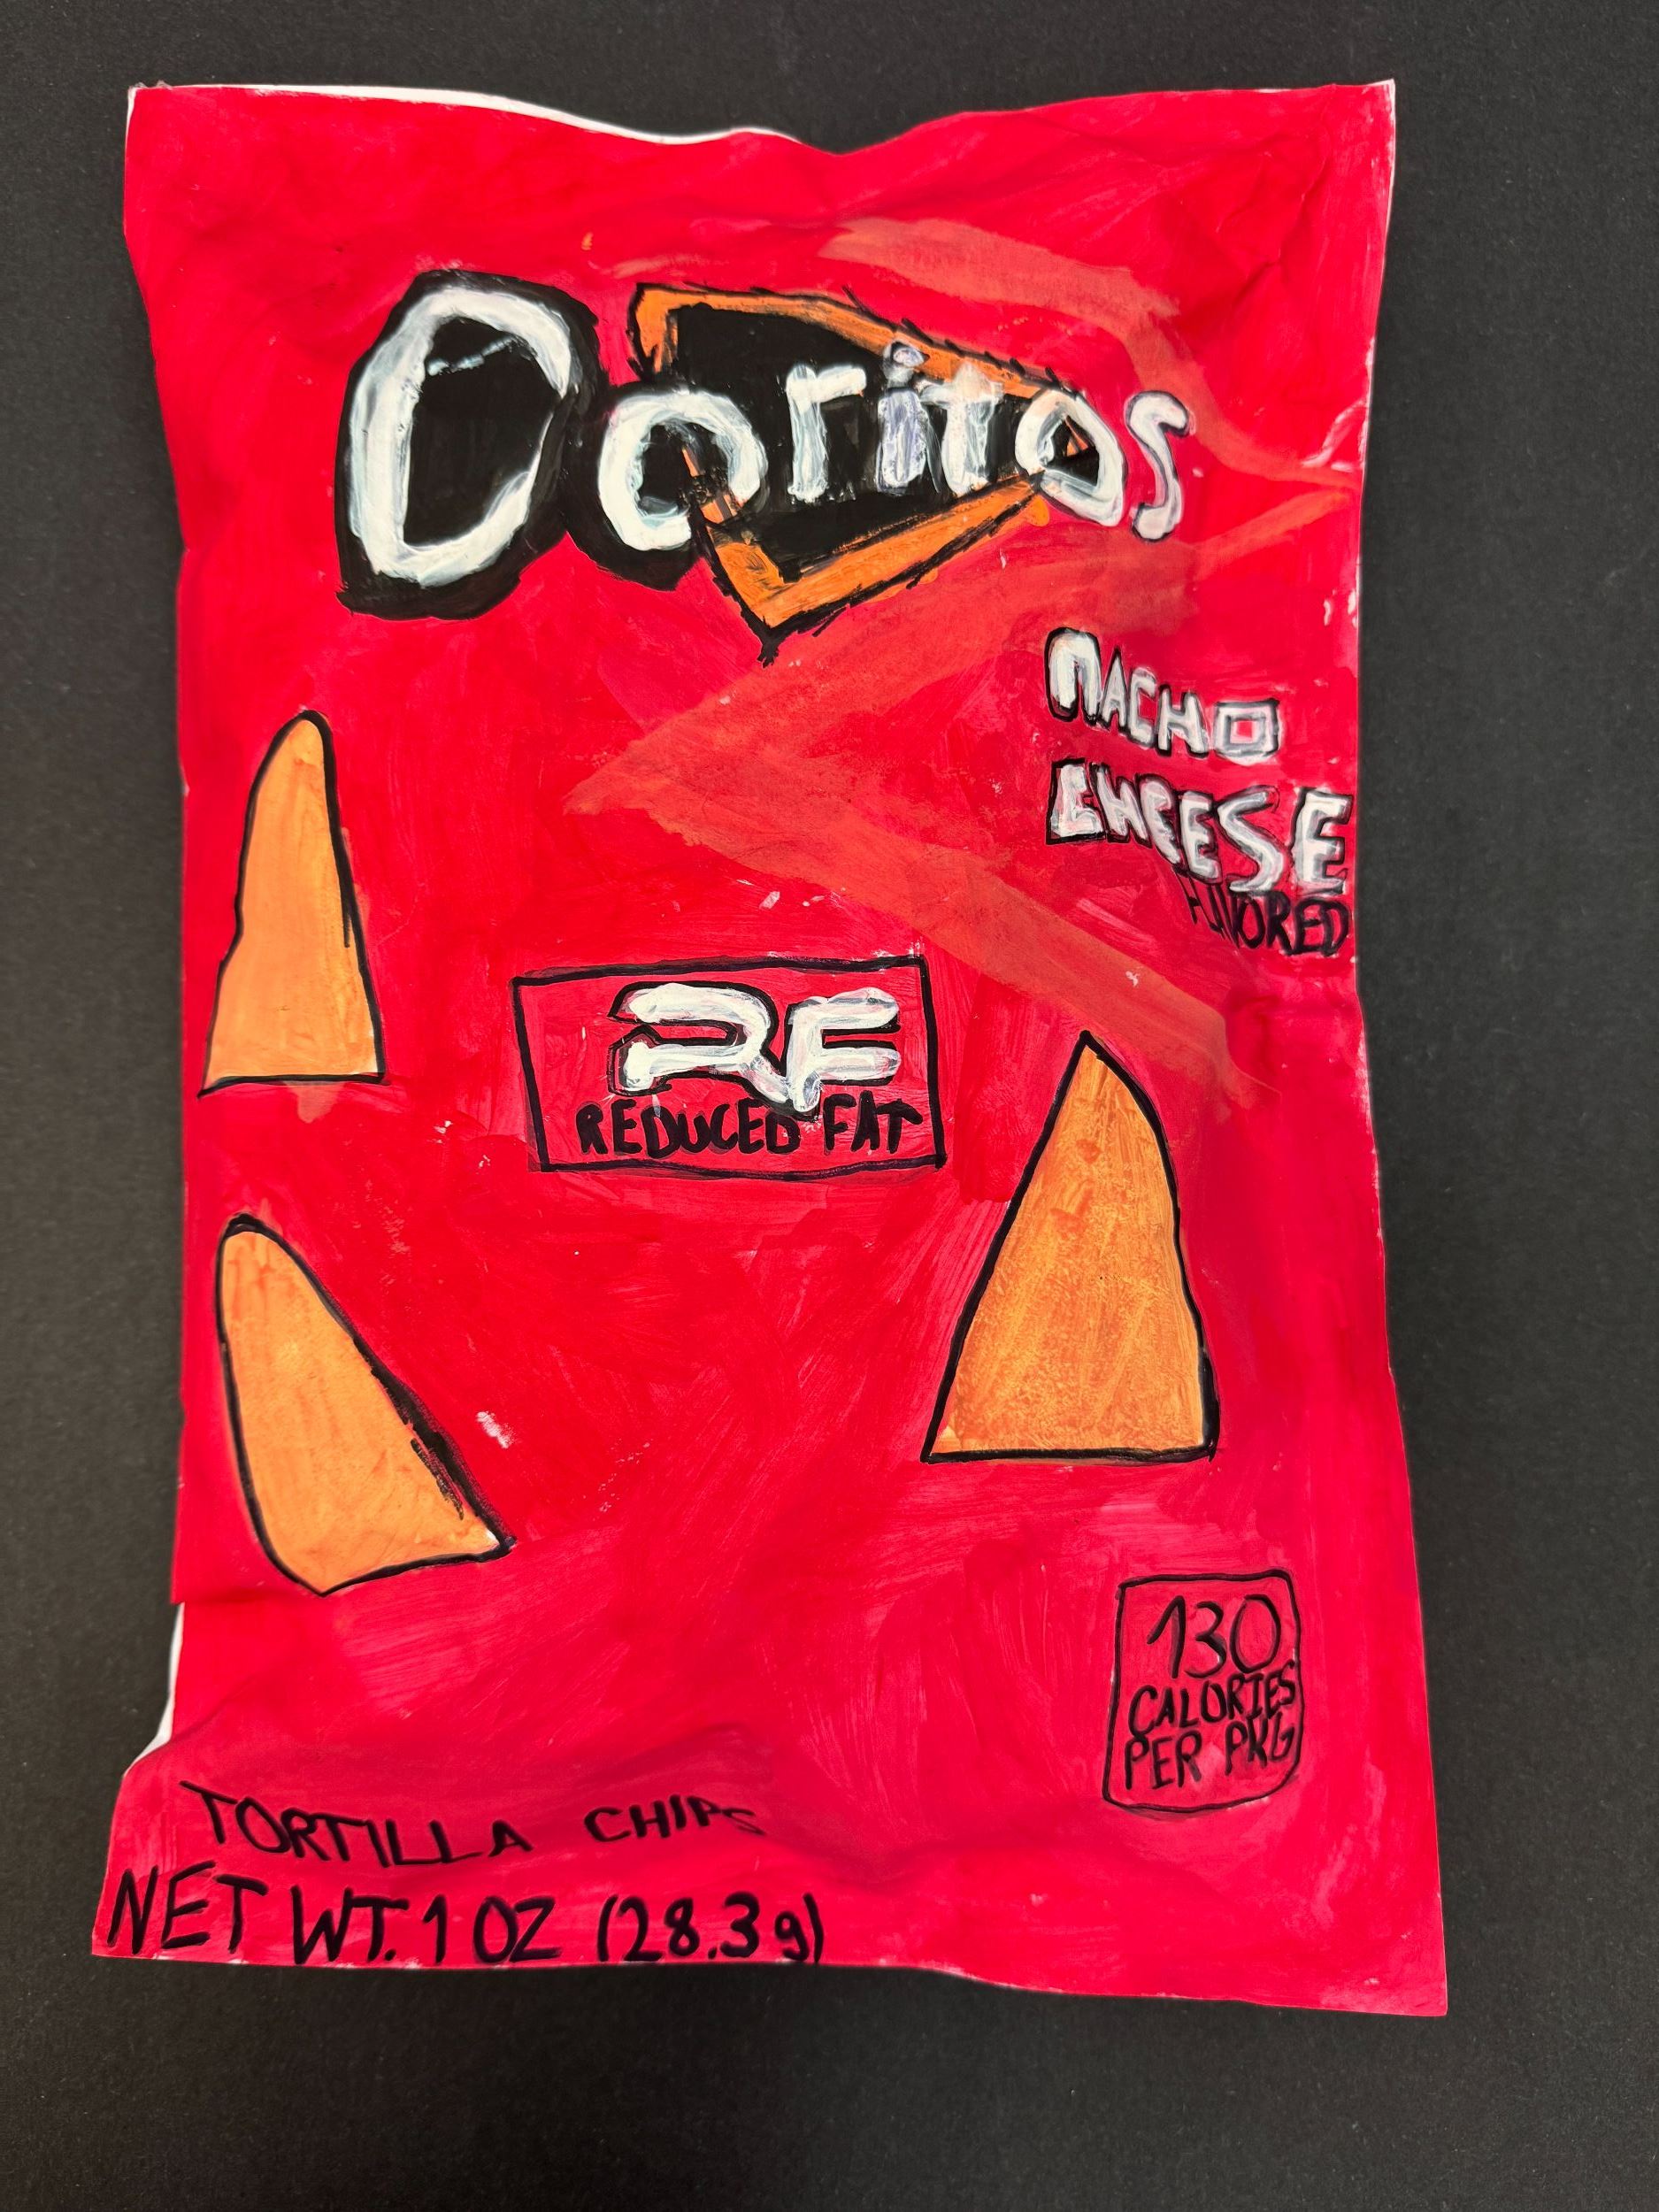 Doritos
NACHO
CHEESE
FLAVORED
RF
REDUCED FAT
130
CALORIES
PER PKG
TORTILLA CHIPS
NET WT. 1 OZ (28.3g)